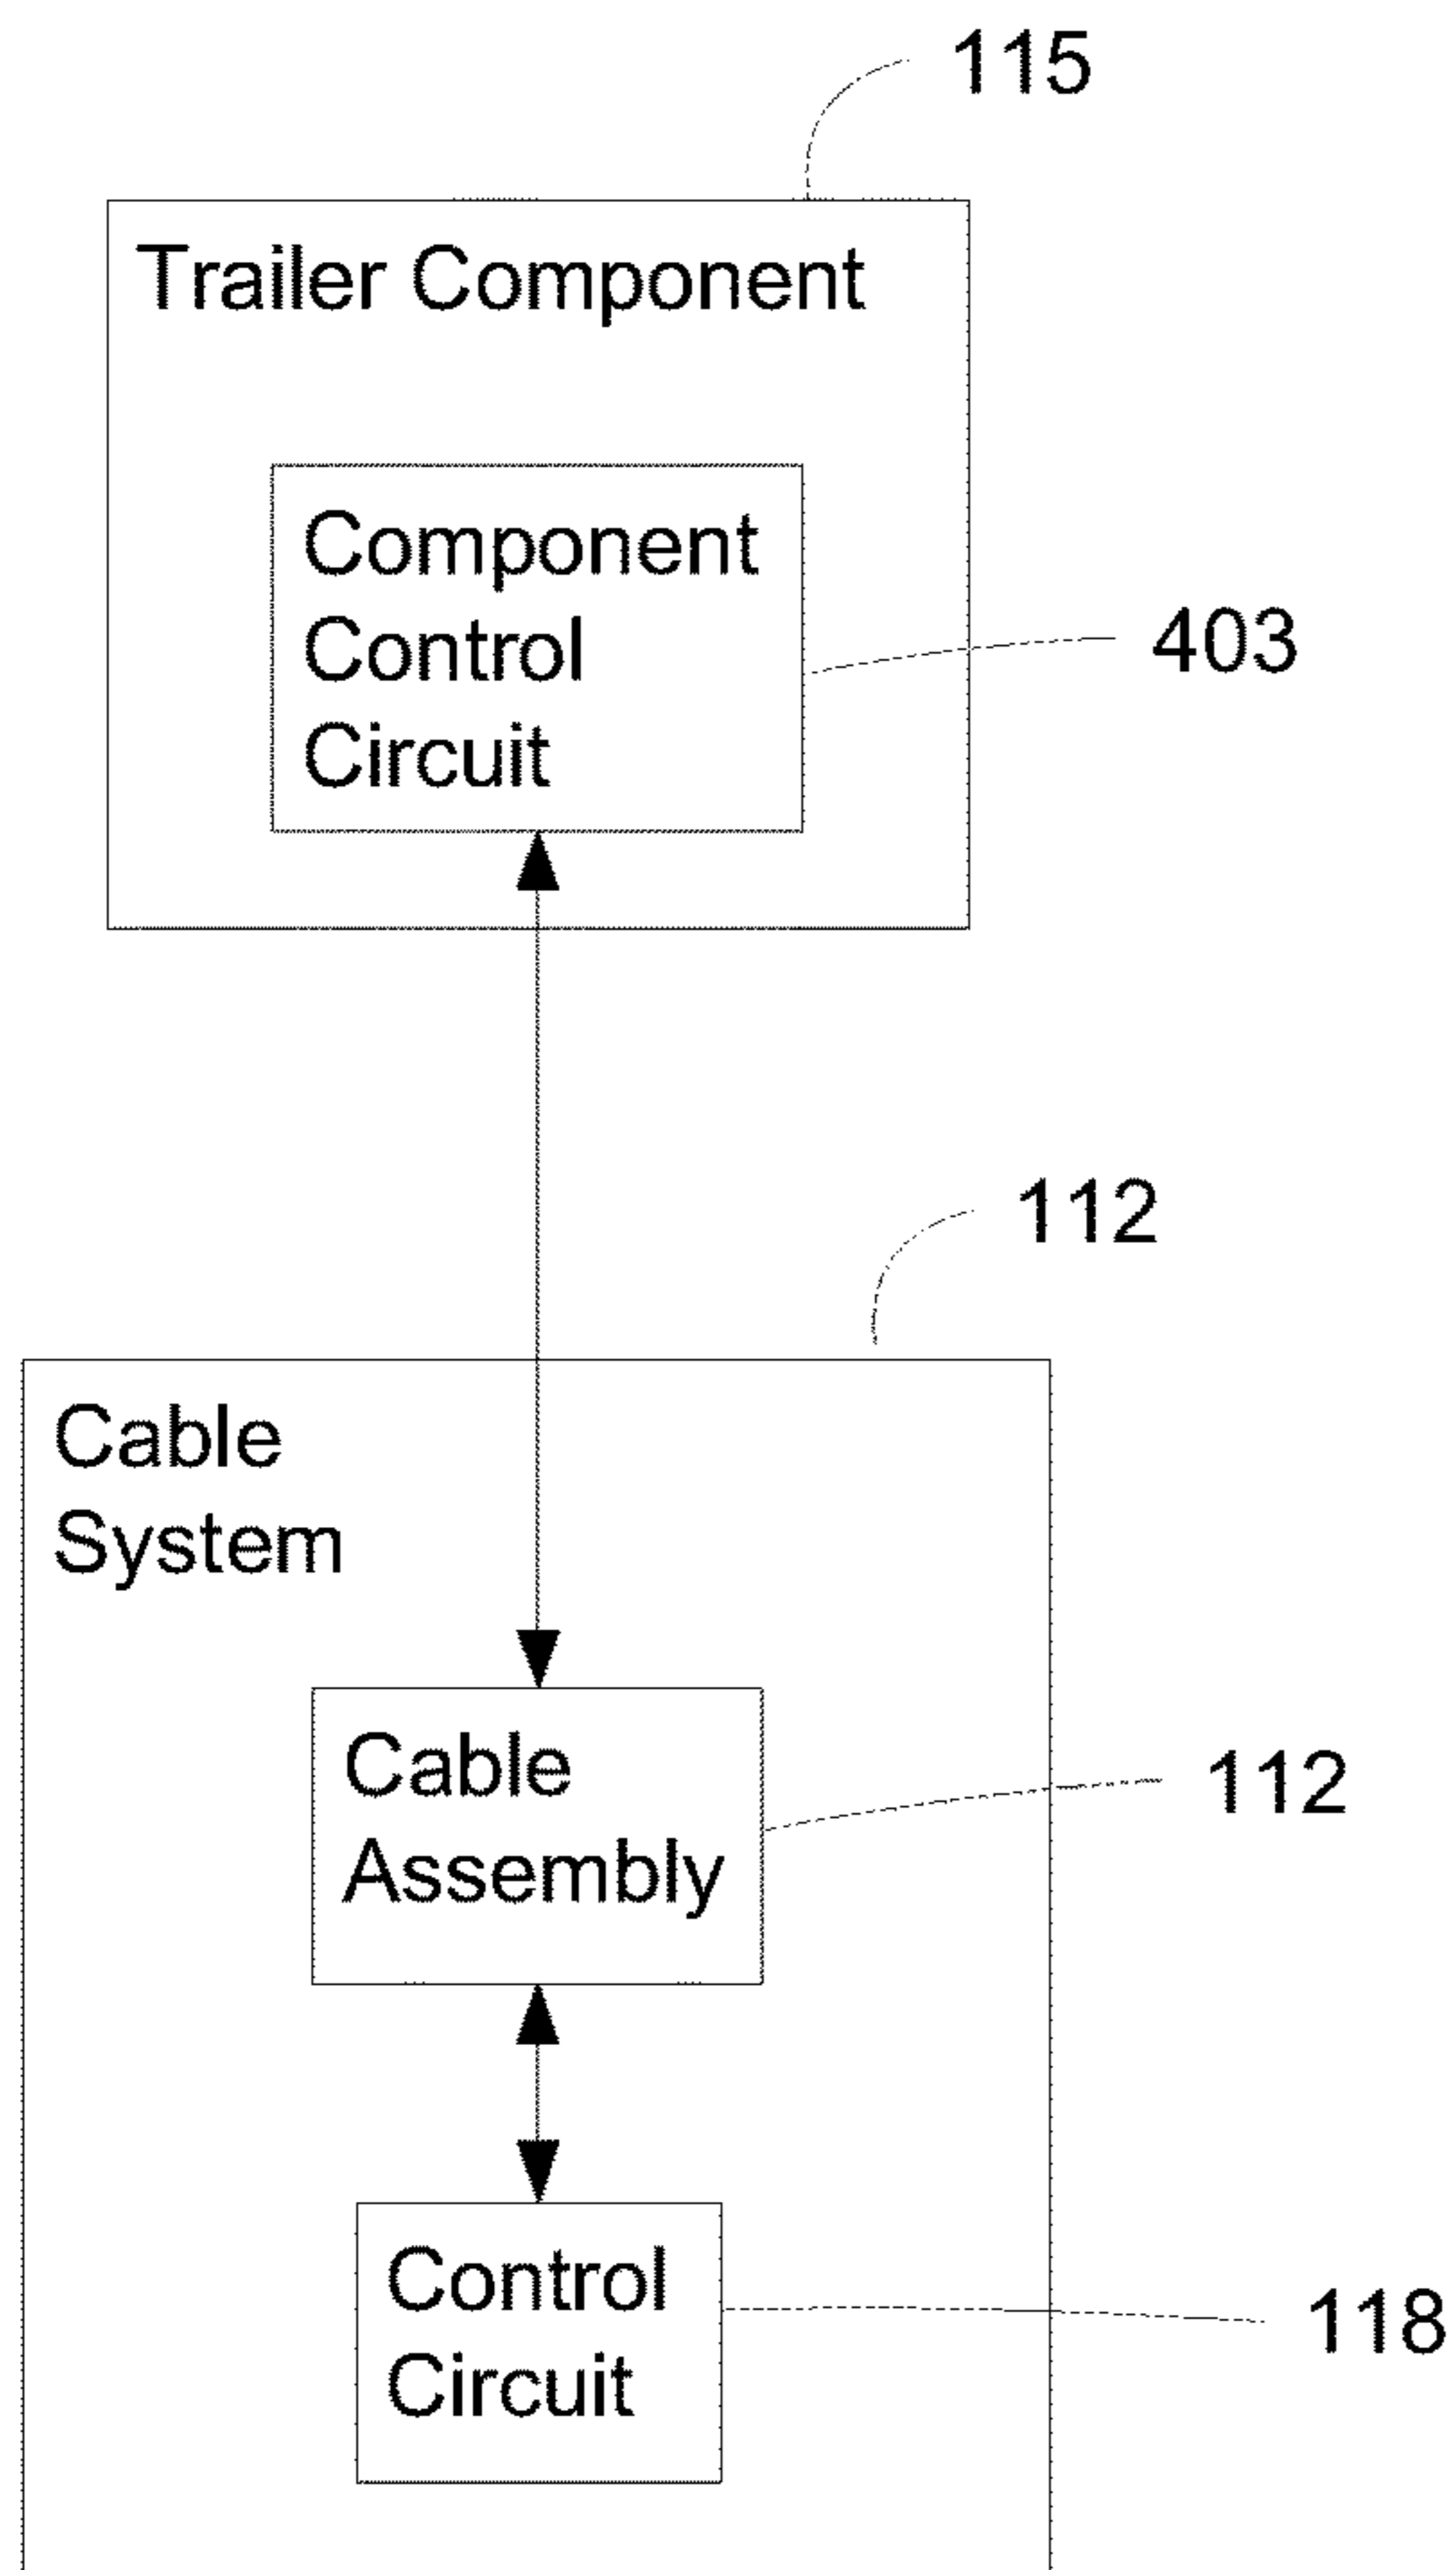 115
Trailer Component
Component
Control
Circuit
403
112
Cable
System
Cable
Assembly
112
Control
Circuit
118